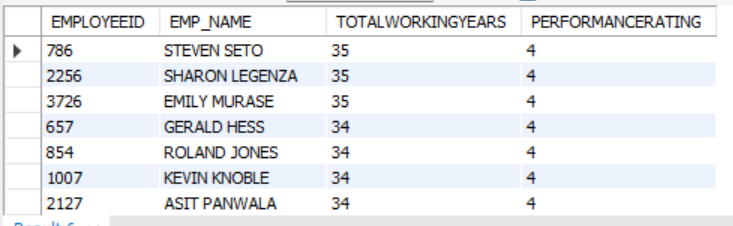 EMPLOYEEID EMP_NAME TOTALWORKINGYEARS PERFORMANCERATING
786 STEVEN SETO 35 4
2256 SHARON LEGENZA 35 4
3726 EMILY MURASE 35 4
657 GERALD HESS 34 4
854 ROLAND JONES 34 4
1007 KEVIN KNOBLE 34 4
2127 ASIT PANWALA 34 4